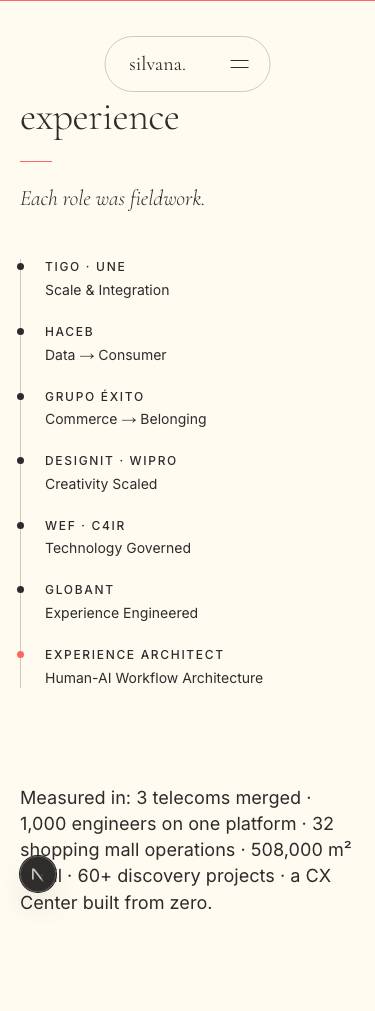 silvana.
experience
Each role was fieldwork.
TIGO · UNE
Scale & Integration
HACEB
Data → Consumer
GRUPO ÉXITO
Commerce → Belonging
DESIGNIT · WIPRO
Creativity Scaled
WEF · C4IR
Technology Governed
GLOBANT
Experience Engineered
EXPERIENCE ARCHITECT
Human-AI Workflow Architecture
Measured in: 3 telecoms merged ·
1,000 engineers on one platform · 32
shopping mall operations · 508,000 m²
· 60+ discovery projects · a CX
Center built from zero.